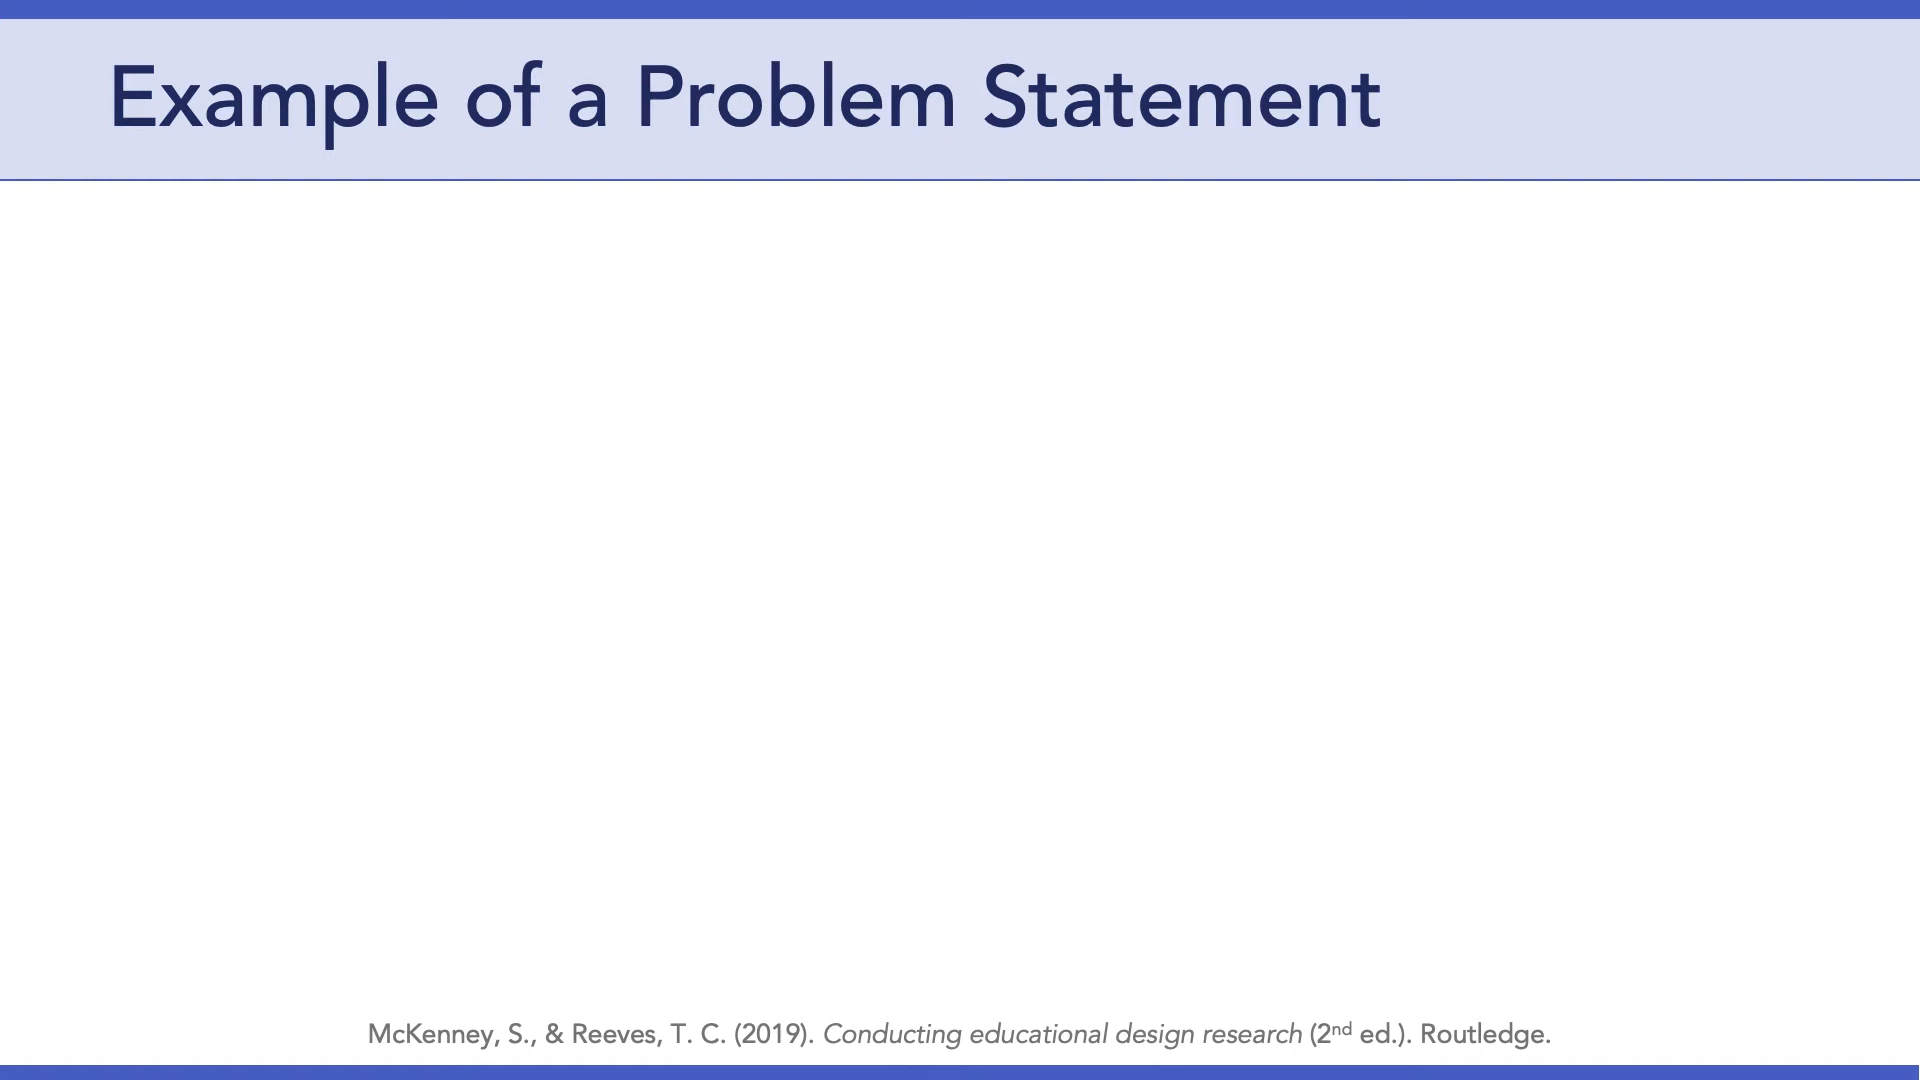 Example of a Problem Statement
McKenney, S., & Reeves, T. C. (2019). Conducting educational design research (2nd ed.). Routledge.